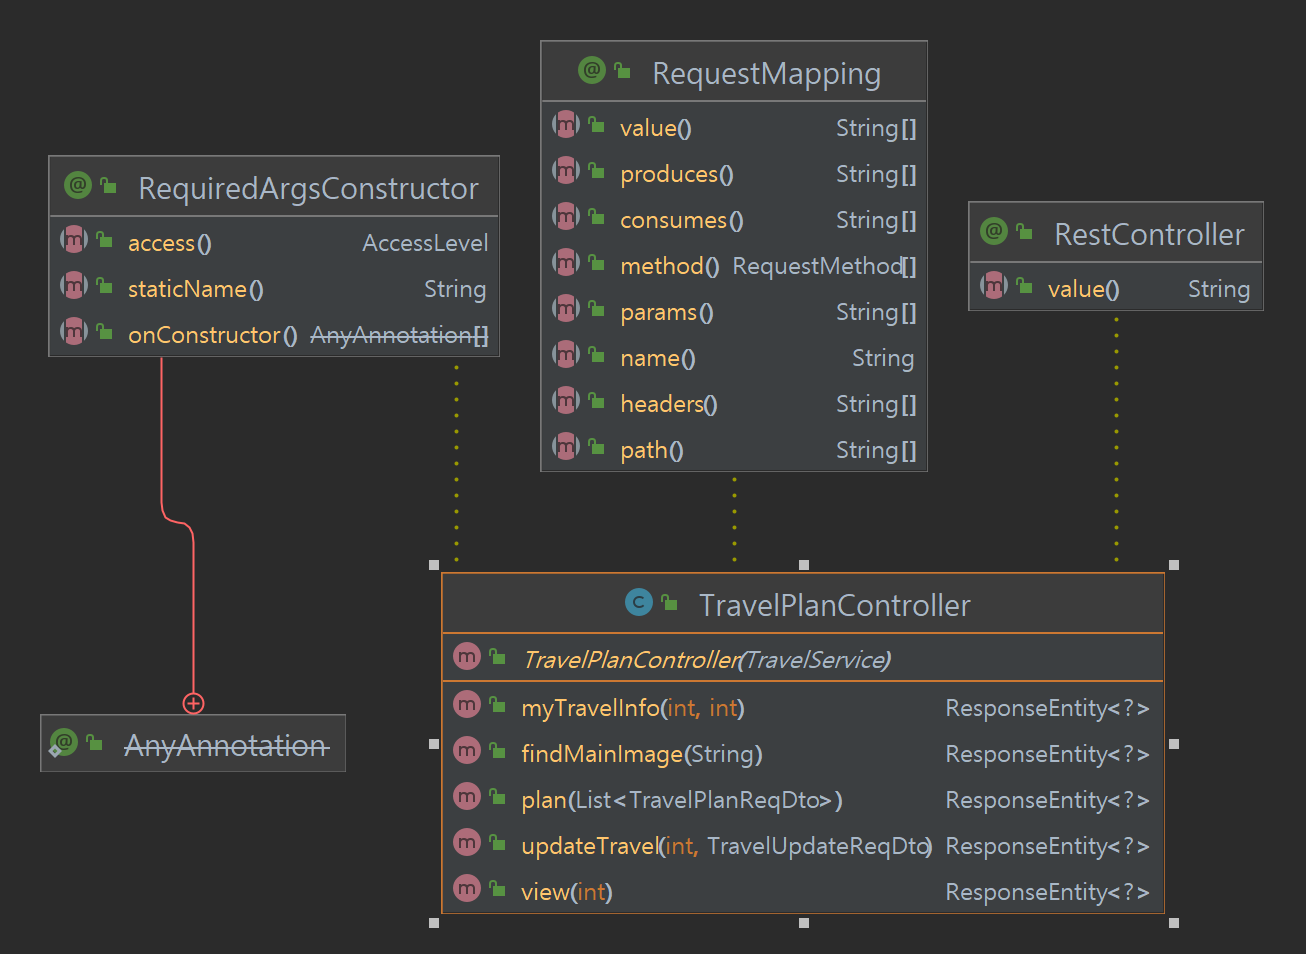 RequestMapping
value() String[]
produces() String[]
consumes() String[]
method() RequestMethod[]
params() String[]
name() String
headers() String[]
path() String[]
RequiredArgsConstructor
access() AccessLevel
staticName() String
onConstructor() AnyAnnotation[]
RestController
value() String
TravelPlanController
TravelPlanController(TravelService)
myTravelInfo(int, int) ResponseEntity<?>
findMainImage(String) ResponseEntity<?>
plan(List<TravelPlanReqDto>) ResponseEntity<?>
updateTravel(int, TravelUpdateReqDto) ResponseEntity<?>
view(int) ResponseEntity<?>
AnyAnnotation